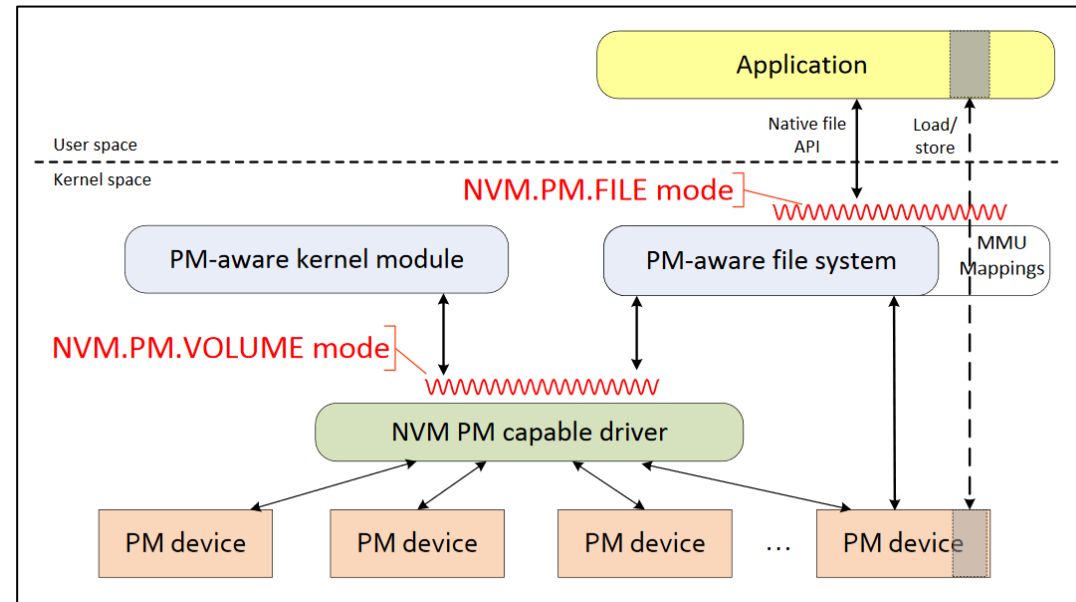 Application
Native file
API
Load/
store
User space
Kernel space
NVM.PM.FILE mode
PM-aware kernel module
PM-aware file system
MMU
Mappings
NVM.PM.VOLUME mode
NVM PM capable driver
PM device
PM device
PM device
...
PM device